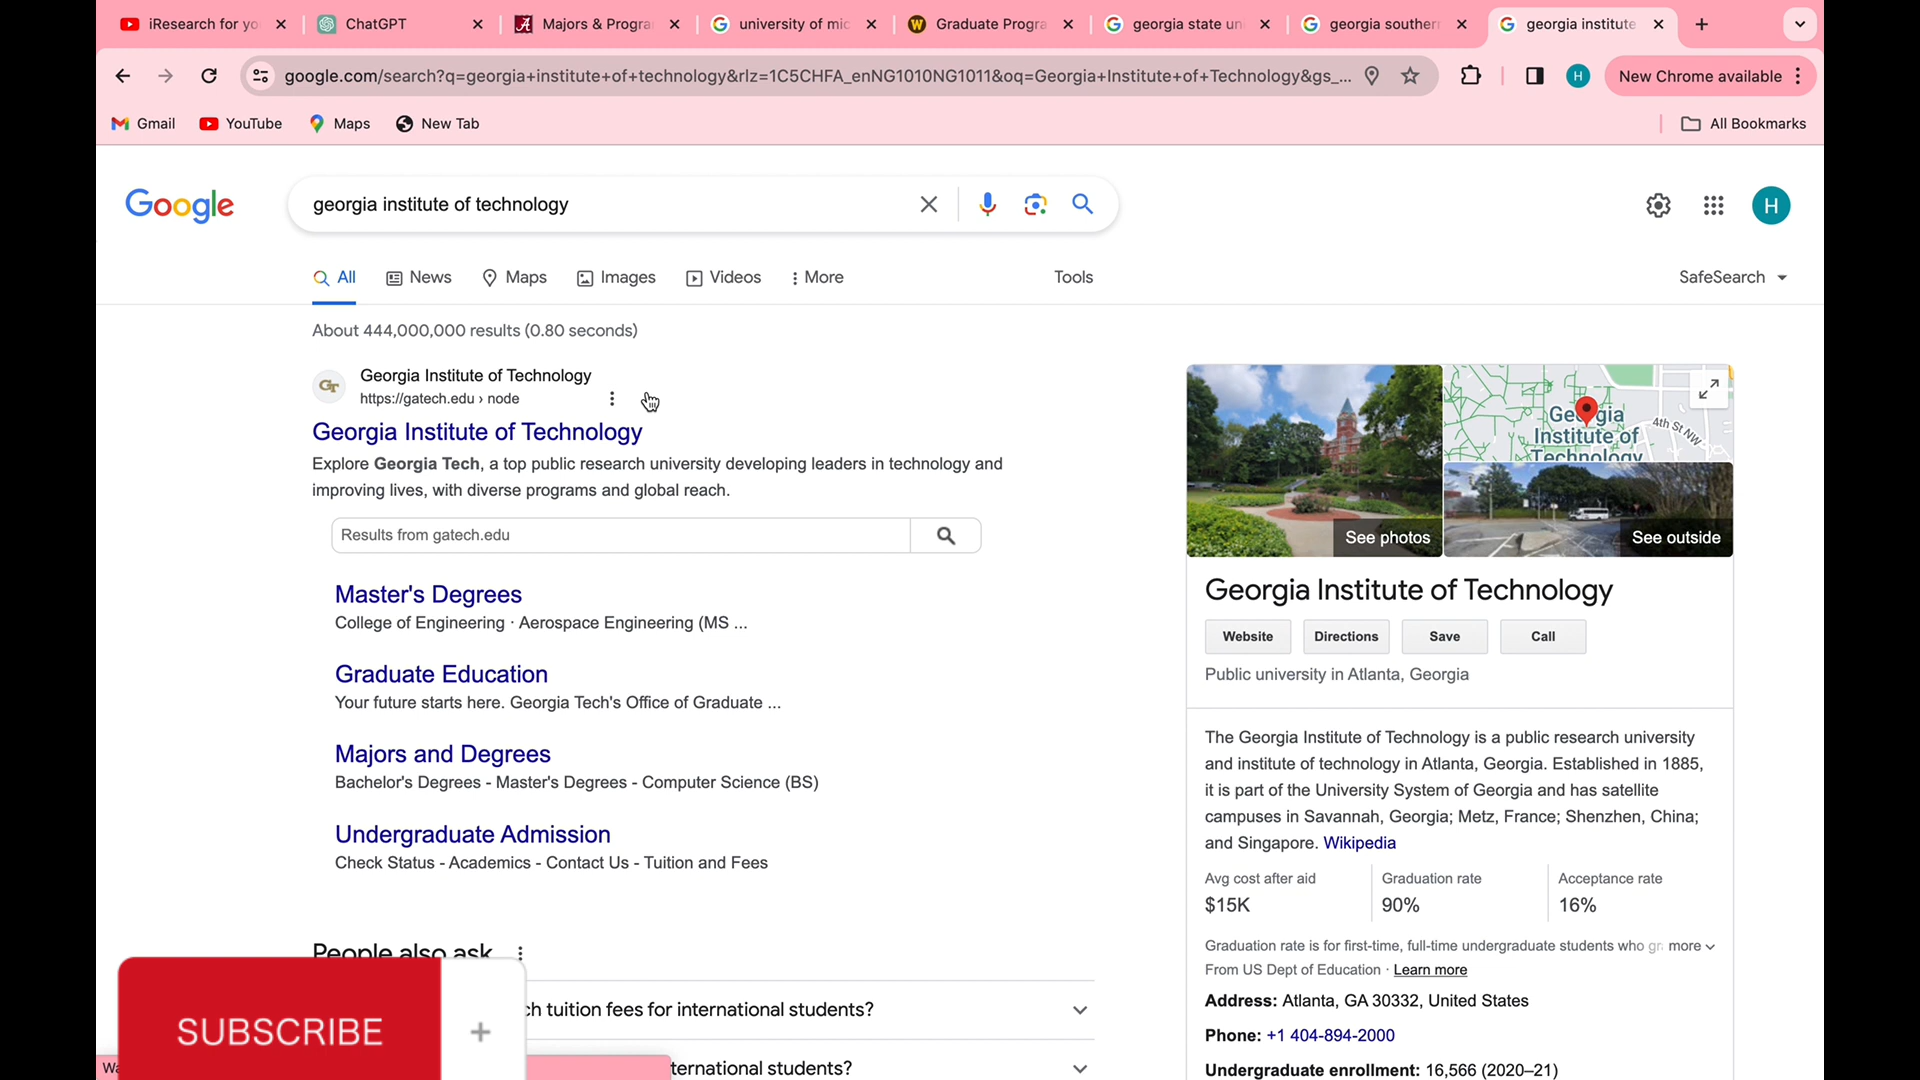 iResearch for yo
ChatGPT
Majors & Progra
university of mic
Graduate Progra
georgia state un
georgia southern
georgia institute
google.com/search?q=georgia+institute+of+technology&rlz=1C5CHFA_enNG1010NG1011&oq=Georgia+Institute+of+Technology&gs_...
H
New Chrome available
Gmail
YouTube
Maps
New Tab
All Bookmarks
Google
georgia institute of technology
H
All
News
Maps
Images
Videos
More
Tools
SafeSearch
About 444,000,000 results (0.80 seconds)
GT
Georgia Institute of Technology
https://gatech.edu › node
Georgia Institute of Technology
Explore Georgia Tech, a top public research university developing leaders in technology and
improving lives, with diverse programs and global reach.
Results from gatech.edu
Master's Degrees
College of Engineering · Aerospace Engineering (MS ...
Graduate Education
Your future starts here. Georgia Tech's Office of Graduate ...
Majors and Degrees
Bachelor's Degrees - Master's Degrees - Computer Science (BS)
Undergraduate Admission
Check Status - Academics - Contact Us - Tuition and Fees
People also ask
ch tuition fees for international students?
ternational students?
SUBSCRIBE
+
Wa
Georgia
Institute of
Technology
4th St NW
See photos
See outside
Georgia Institute of Technology
Website
Directions
Save
Call
Public university in Atlanta, Georgia
The Georgia Institute of Technology is a public research university
and institute of technology in Atlanta, Georgia. Established in 1885,
it is part of the University System of Georgia and has satellite
campuses in Savannah, Georgia; Metz, France; Shenzhen, China;
and Singapore. Wikipedia
Avg cost after aid
$15K
Graduation rate
90%
Acceptance rate
16%
Graduation rate is for first-time, full-time undergraduate students who gr more
From US Dept of Education · Learn more
Address: Atlanta, GA 30332, United States
Phone: +1 404-894-2000
Undergraduate enrollment: 16,566 (2020–21)